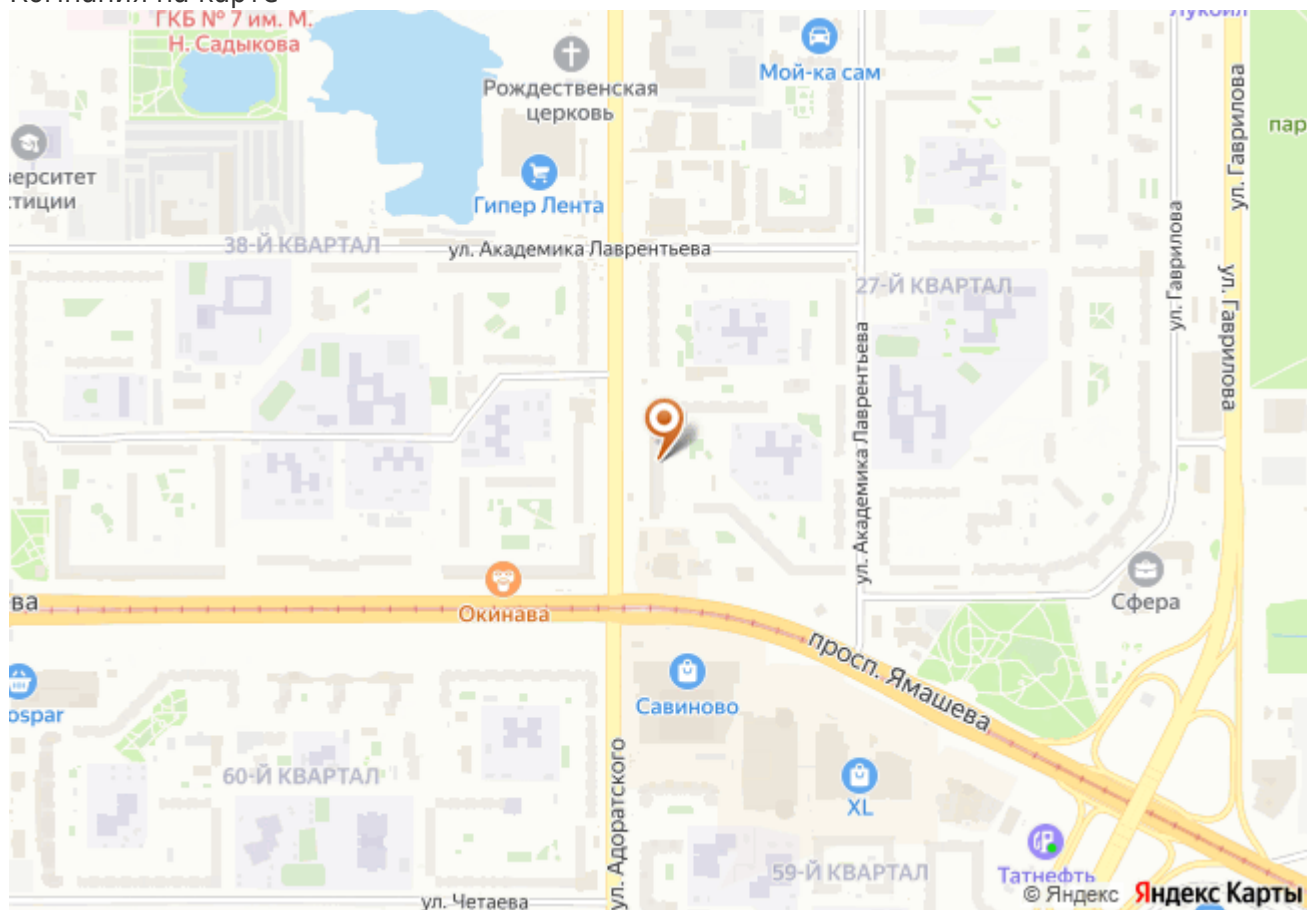 ГКБ № 7 им. М.
Н. Садыкова
Рождественская
церковь
Мой-ка сам
ул. Гаврилова
пар
верситет
Гипер Лента
38-Й КВАРТАЛ
ул. Академика Лаврентьева
ул. Гаврилова
27-Й КВАРТАЛ
ул. Гаврилова
ул. Академика Лаврентьева
Окинава
Сфера
ва
просп. Ямашева
Савиново
ospar
60-Й КВАРТАЛ
ул. Адоратского
XL
59-Й КВАРТАЛ
Татнефть
ул. Четаева
© Яндекс Яндекс Карты